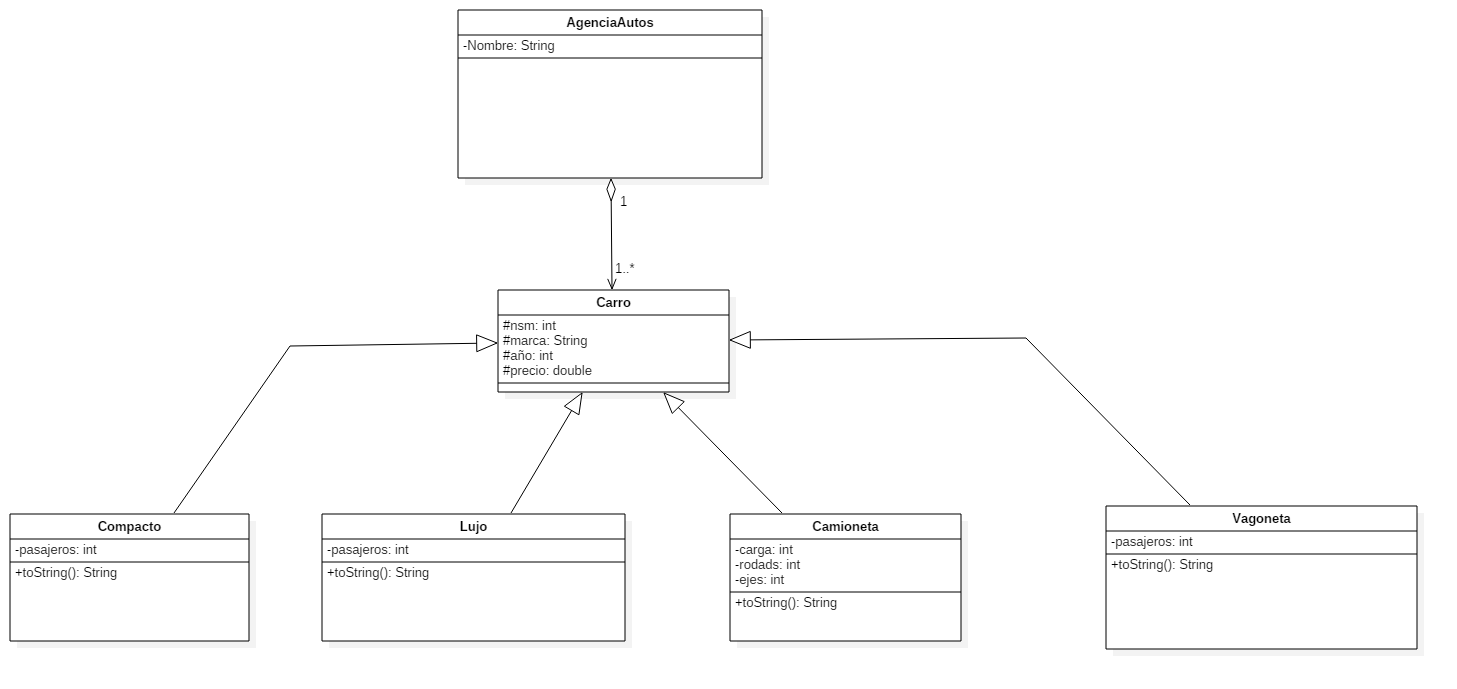 AgenciaAutos
-Nombre: String
1
1..*
Carro
#nsm: int
#marca: String
#año: int
#precio: double
Compacto
-pasajeros: int
+toString(): String
Lujo
-pasajeros: int
+toString(): String
Camioneta
-carga: int
-rodads: int
-ejes: int
+toString(): String
Vagoneta
-pasajeros: int
+toString(): String